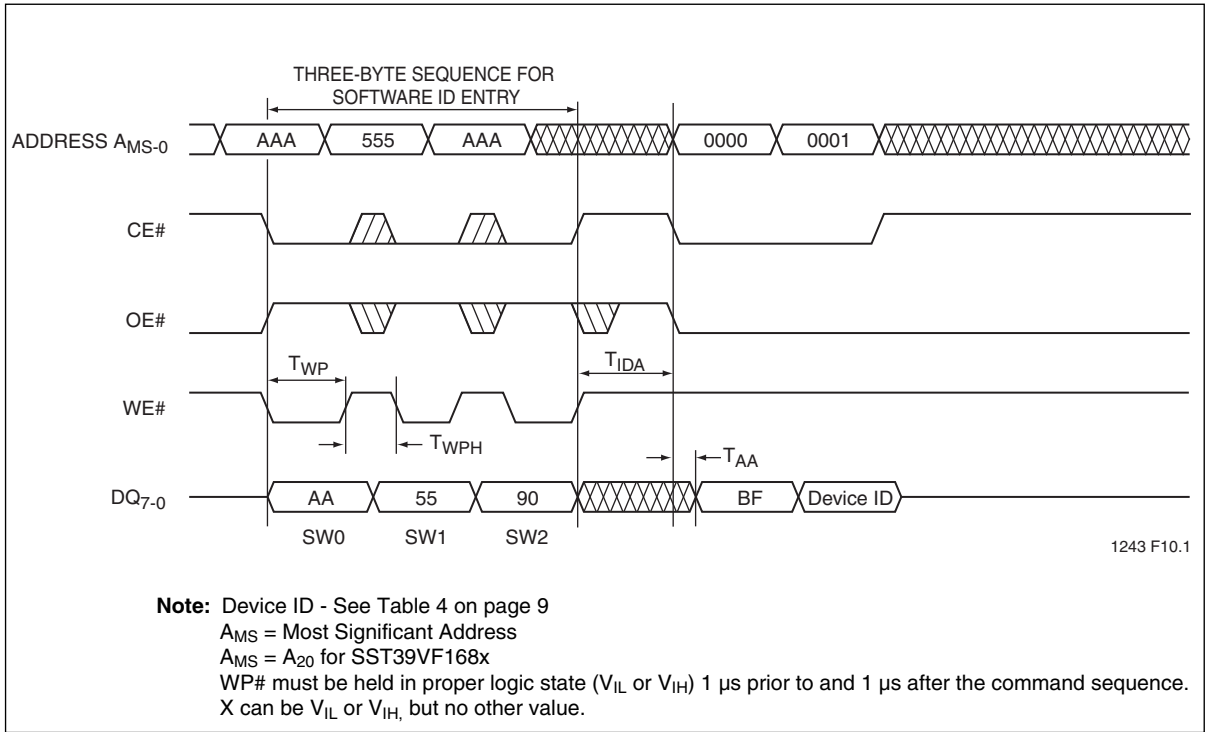 THREE-BYTE SEQUENCE FOR
SOFTWARE ID ENTRY
ADDRESS AMS-0
AAA 555 AAA 0000 0001
CE#
OE#
TWP TIDA
WE#
TWPH
TAA
DQ7-0
AA 55 90 BF Device ID
SW0 SW1 SW2
1243 F10.1
Note: Device ID - See Table 4 on page 9
AMS = Most Significant Address
AMS = A20 for SST39VF168x
WP# must be held in proper logic state (VIL or VIH) 1 µs prior to and 1 µs after the command sequence.
X can be VIL or VIH, but no other value.